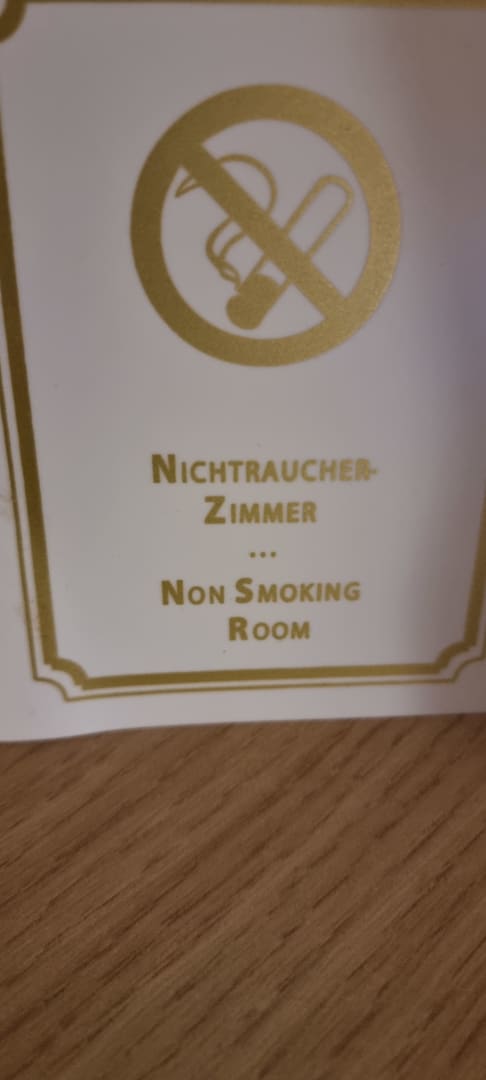 NICHTRAUCHER-
ZIMMER
...
NON SMOKING
ROOM